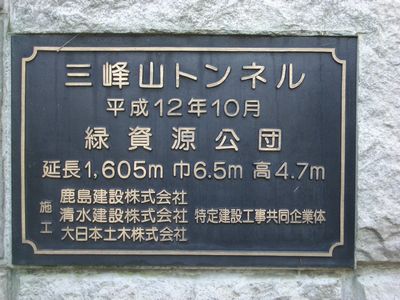 三峰山トンネル
平成12年10月
緑資源公団
延長1,605m 巾6.5m 高4.7m
施工
鹿島建設株式会社
清水建設株式会社 特定建設工事共同企業体
大日本土木株式会社